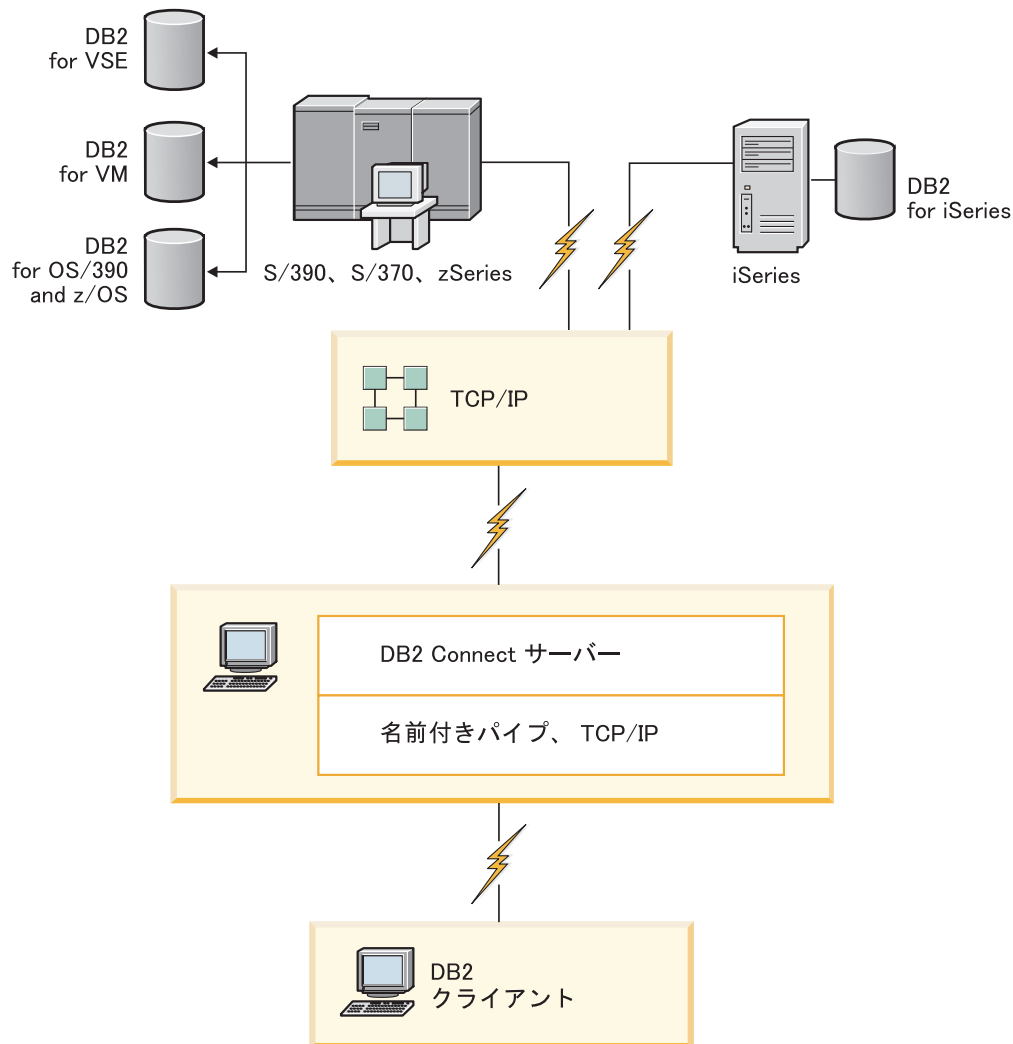 DB2
for VSE
DB2
for VM
DB2
for OS/390
and z/OS
S/390、S/370、zSeries
iSeries
DB2
for iSeries
TCP/IP
DB2 Connect サーバー
名前付きパイプ、 TCP/IP
DB2
クライアント